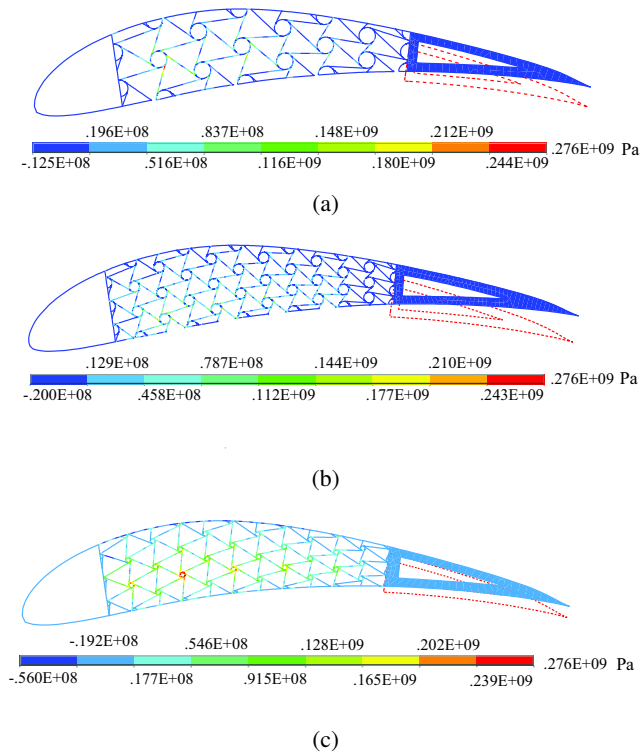 .196E+08 .837E+08 .148E+09 .212E+09
-.125E+08 .516E+08 .116E+09 .180E+09 .244E+09 .276E+09 Pa
(a)
.129E+08 .787E+08 .144E+09 .210E+09
-.200E+08 .458E+08 .112E+09 .177E+09 .243E+09 .276E+09 Pa
(b)
-.192E+08 .546E+08 .128E+09 .202E+09
-.560E+08 .177E+08 .915E+08 .165E+09 .239E+09 .276E+09 Pa
(c)